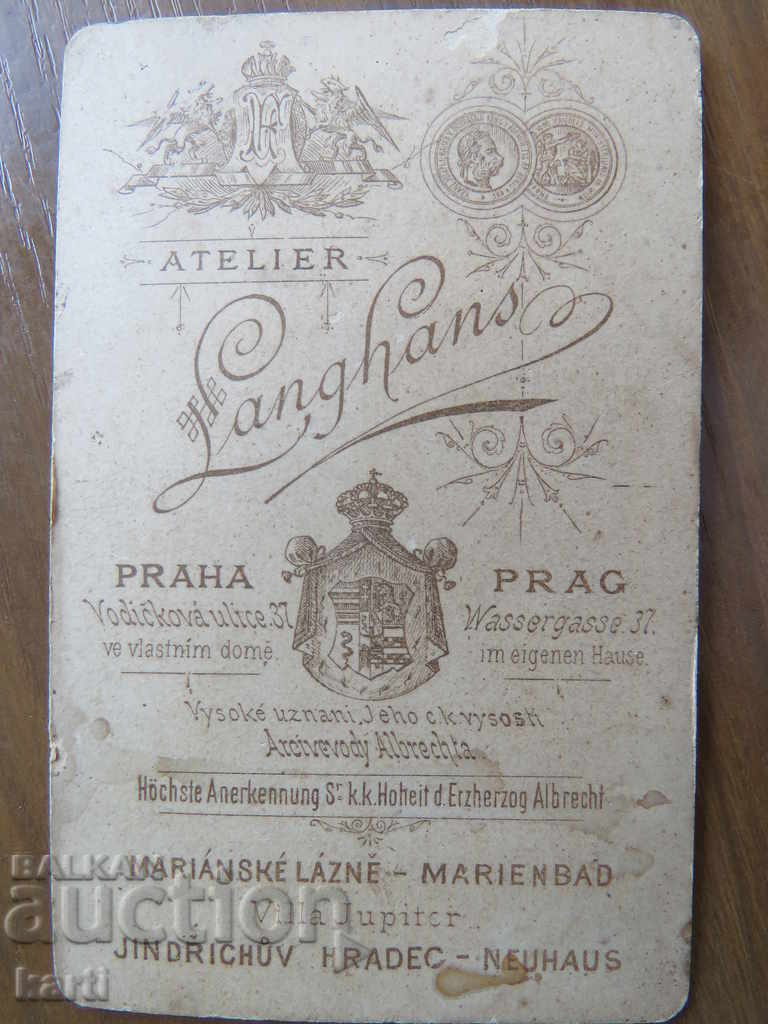 ATELIER
Langhans
PRAHA
Vodičková ulice.37.
ve vlastním domě.
PRAG
Wassergasse.37.
im eigenen Hause.
Vysoké uznání, Jeho c.k. vysosti
Arcivevody Albrechta
Höchste Anerkennung Sr. k.k. Hoheit d. Erzherzog Albrecht
MARIÁNSKÉ LÁZNĚ - MARIENBAD
Villa Jupiter
JINDŘICHŮV HRADEC - NEUHAUS
BALKAN
auction
karti